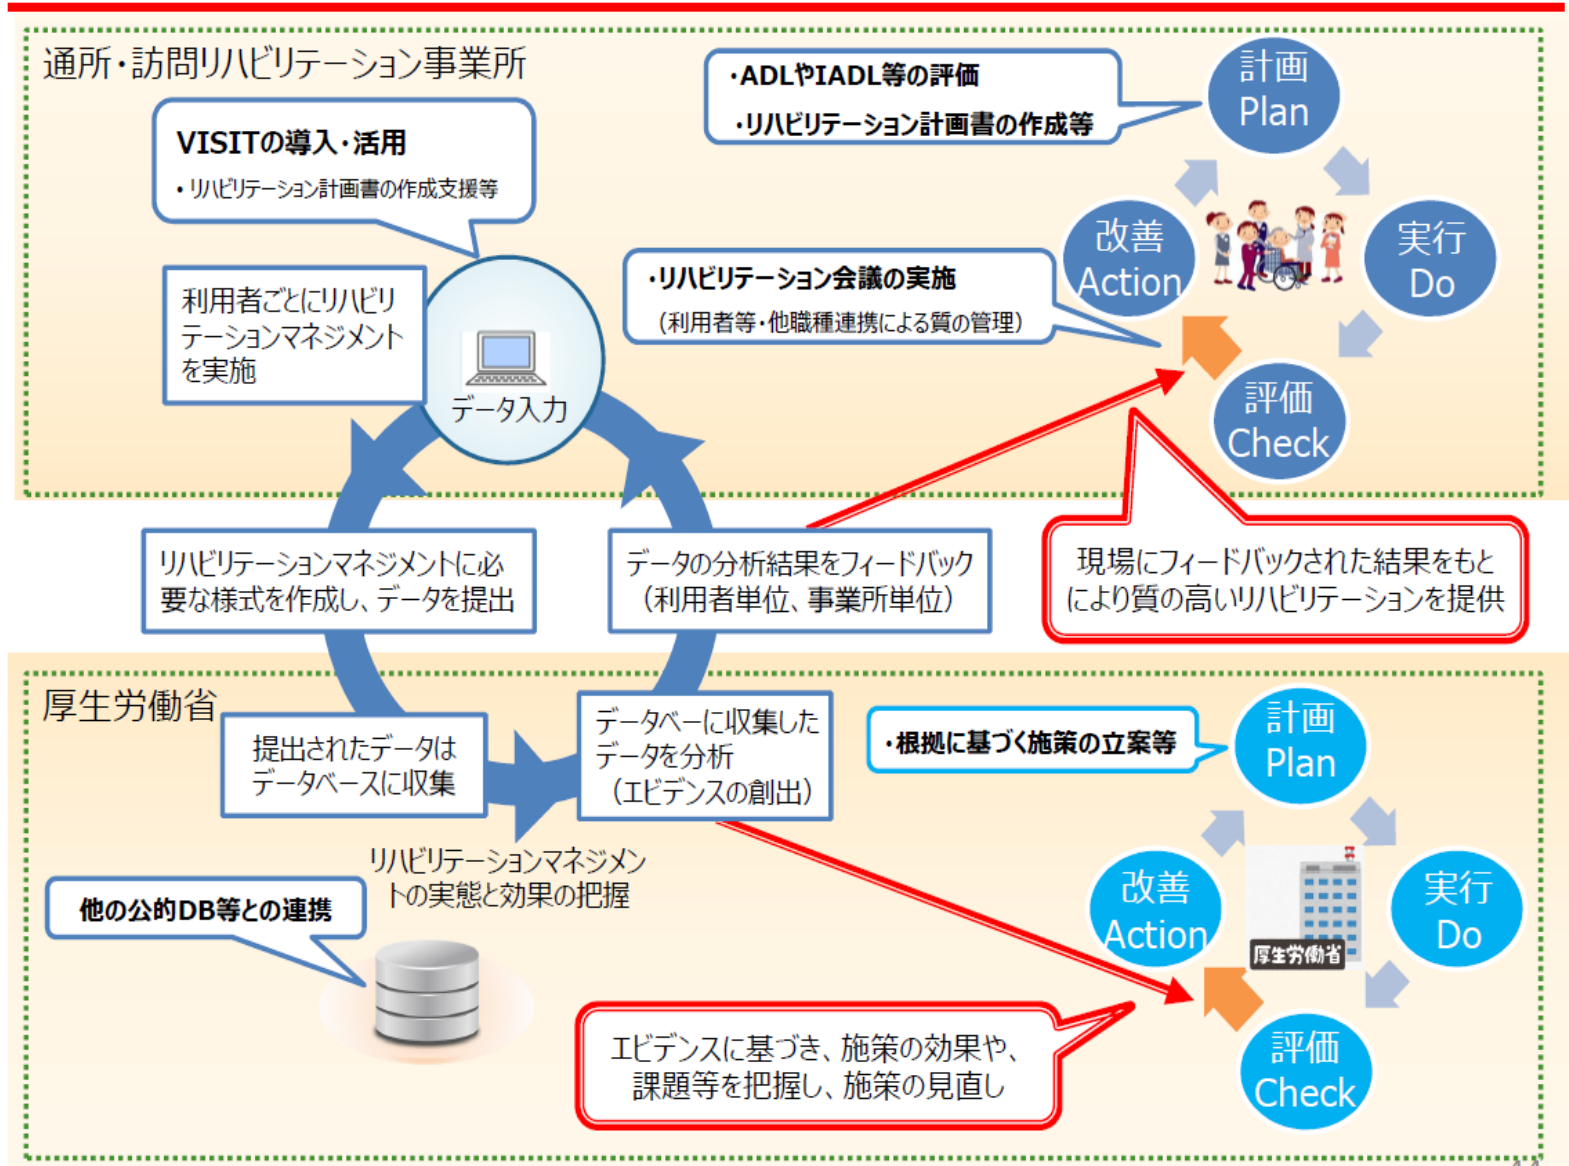 通所・訪問リハビリテーション事業所
VISITの導入・活用
・リハビリテーション計画書の作成支援等
・ADLやIADL等の評価
・リハビリテーション計画書の作成等
計画
Plan
実行
Do
評価
Check
改善
Action
・リハビリテーション会議の実施
（利用者等・他職種連携による質の管理）
利用者ごとにリハビリ
テーションマネジメント
を実施
データ入力
リハビリテーションマネジメントに必
要な様式を作成し、データを提出
データの分析結果をフィードバック
（利用者単位、事業所単位）
現場にフィードバックされた結果をもと
により質の高いリハビリテーションを提供
厚生労働省
提出されたデータは
データベースに収集
データベーに収集した
データを分析
（エビデンスの創出）
リハビリテーションマネジメン
トの実態と効果の把握
他の公的DB等との連携
・根拠に基づく施策の立案等
計画
Plan
実行
Do
評価
Check
改善
Action
厚生労働省
エビデンスに基づき、施策の効果や、
課題等を把握し、施策の見直し